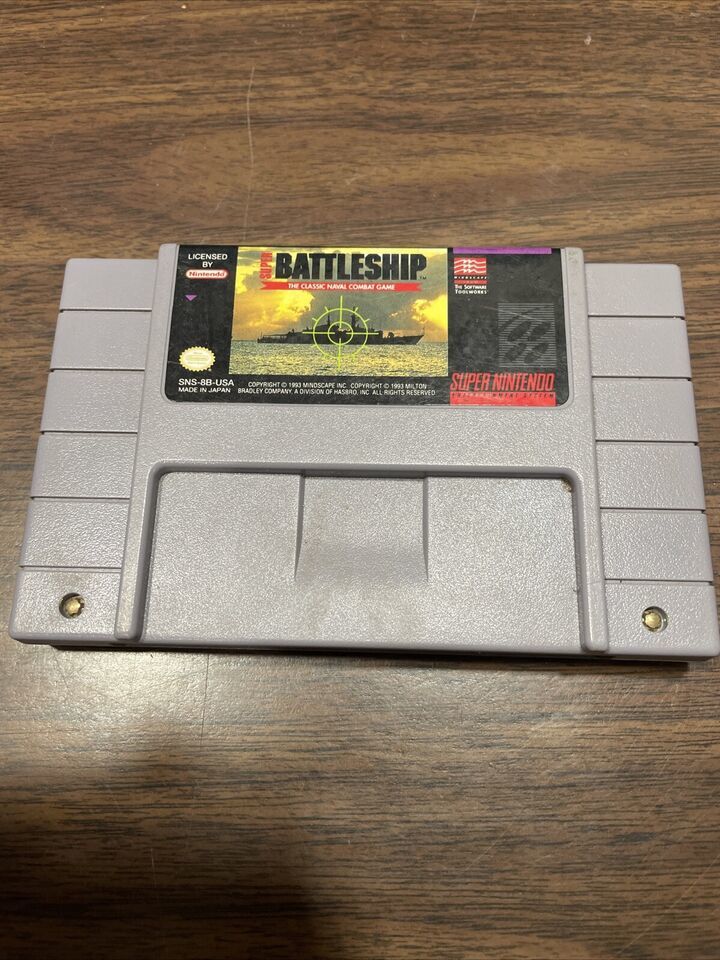 LICENSED
BY
Nintendo
SNS-8B-USA
MADE IN JAPAN
SUPER
BATTLESHIP™
THE CLASSIC NAVAL COMBAT GAME
COPYRIGHT © 1993 MINDSCAPE INC. COPYRIGHT © 1993 MILTON
BRADLEY COMPANY, A DIVISION OF HASBRO, INC. ALL RIGHTS RESERVED
MINDSCAPE
THE SOFTWARE
TOOLWORKS
SUPER NINTENDO
ENTERTAINMENT SYSTEM